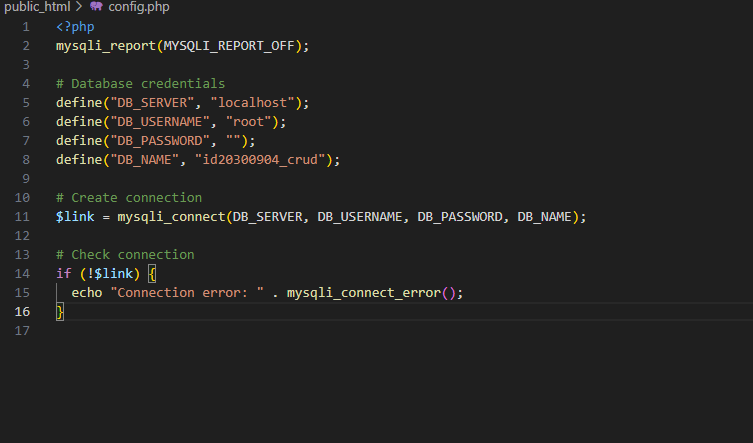 public_html > config.php
1 <?php
2 mysqli_report(MYSQLI_REPORT_OFF);
3
4 # Database credentials
5 define("DB_SERVER", "localhost");
6 define("DB_USERNAME", "root");
7 define("DB_PASSWORD", "");
8 define("DB_NAME", "id20300904_crud");
9
10 # Create connection
11 $link = mysqli_connect(DB_SERVER, DB_USERNAME, DB_PASSWORD, DB_NAME);
12
13 # Check connection
14 if (!$link) {
15   echo "Connection error: " . mysqli_connect_error();
16 }
17